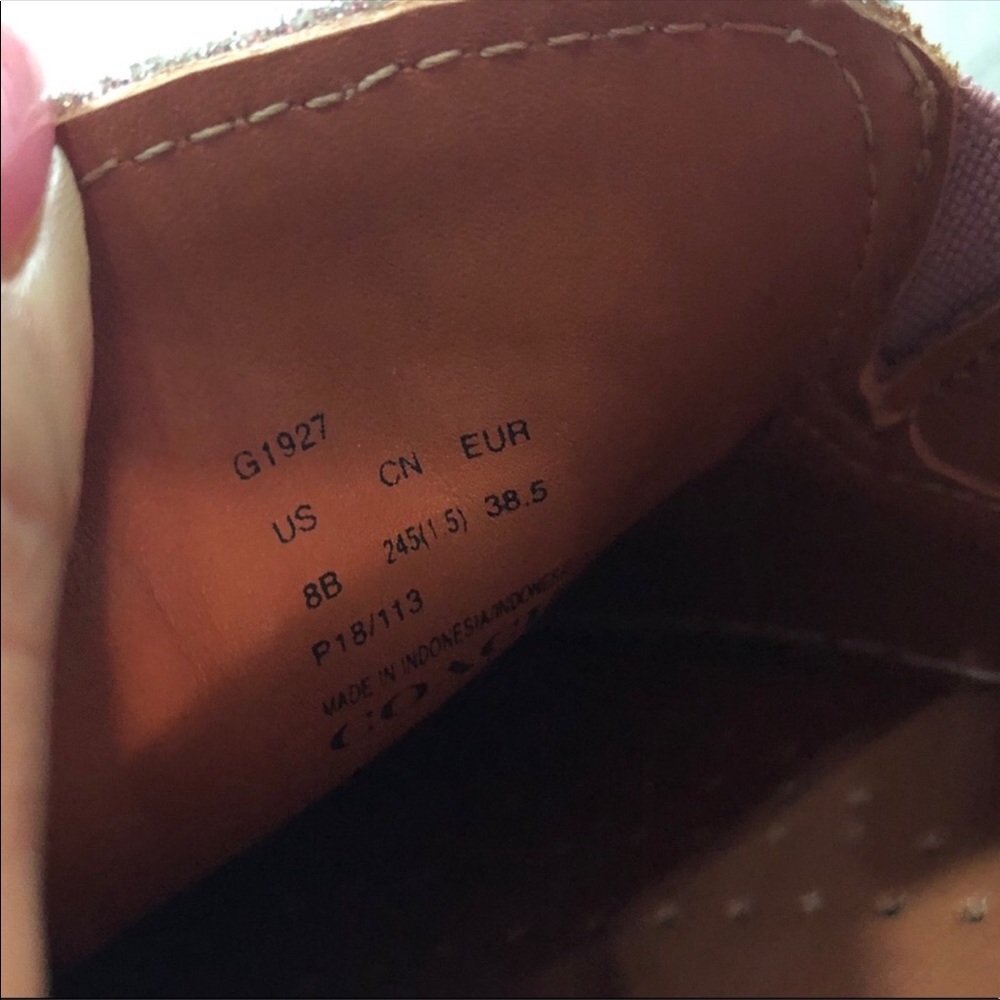 G1927
US CN EUR
8B 245(1.5) 38.5
P18/113
MADE IN INDONESIA/INDONES